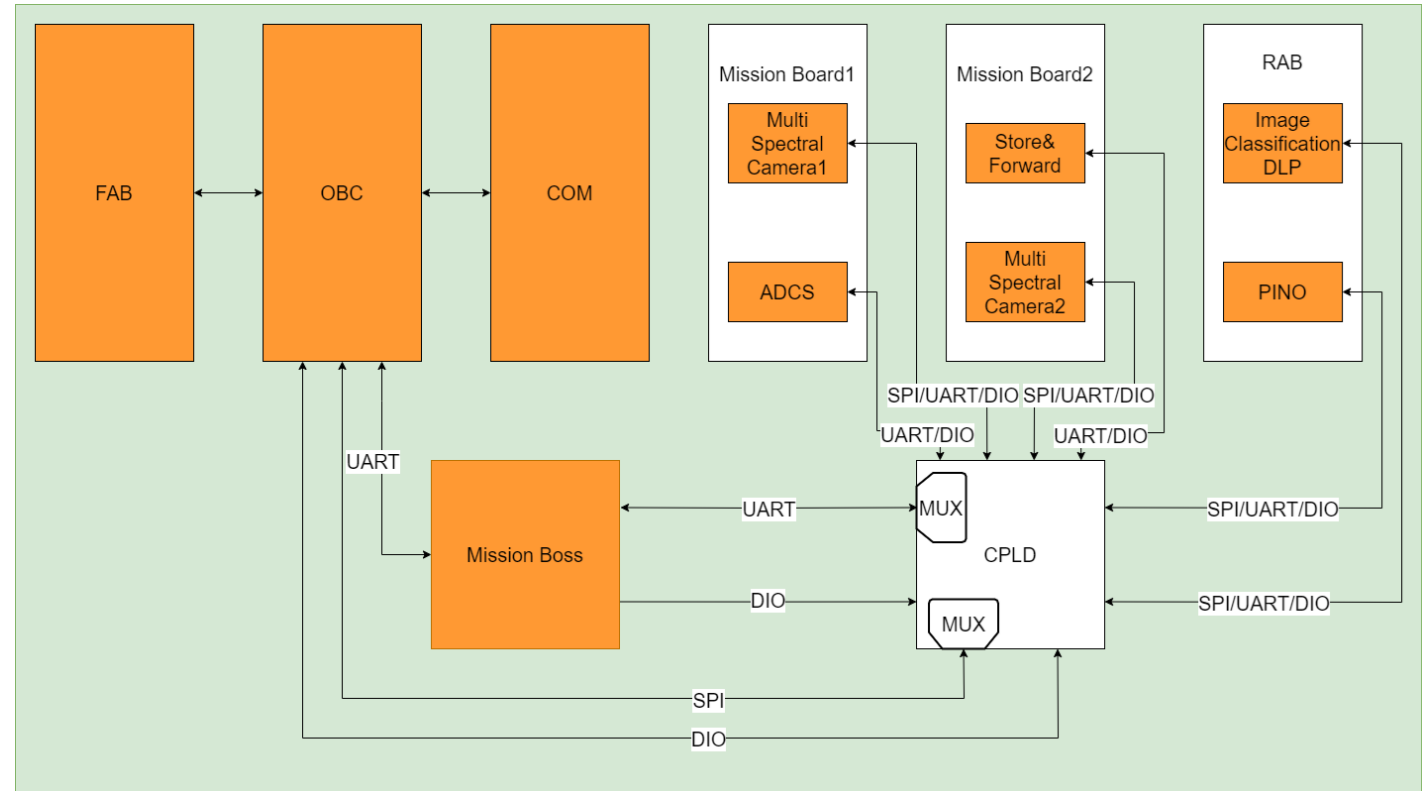 FAB
OBC
COM
Mission Board1
Multi
Spectral
Camera1
ADCS
Mission Board2
Store&
Forward
Multi
Spectral
Camera2
RAB
Image
Classification
DLP
PINO
SPI/UART/DIO
SPI/UART/DIO
UART/DIO
UART/DIO
UART
Mission Boss
UART
MUX
CPLD
SPI/UART/DIO
DIO
MUX
SPI/UART/DIO
SPI
DIO